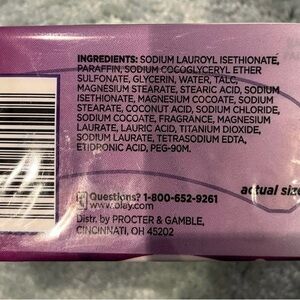 INGREDIENTS: SODIUM LAUROYL ISETHIONATE,
PARAFFIN, SODIUM COCOGLYCERYL ETHER
SULFONATE, GLYCERIN, WATER, TALC,
MAGNESIUM STEARATE, STEARIC ACID, SODIUM
ISETHIONATE, MAGNESIUM COCOATE, SODIUM
STEARATE, COCONUT ACID, SODIUM CHLORIDE,
SODIUM COCOATE, FRAGRANCE, MAGNESIUM
LAURATE, LAURIC ACID, TITANIUM DIOXIDE,
SODIUM LAURATE, TETRASODIUM EDTA,
ETIDRONIC ACID, PEG-90M.
actual size
Questions? 1-800-652-9261
www.olay.com
Distr. by PROCTER & GAMBLE,
CINCINNATI, OH 45202